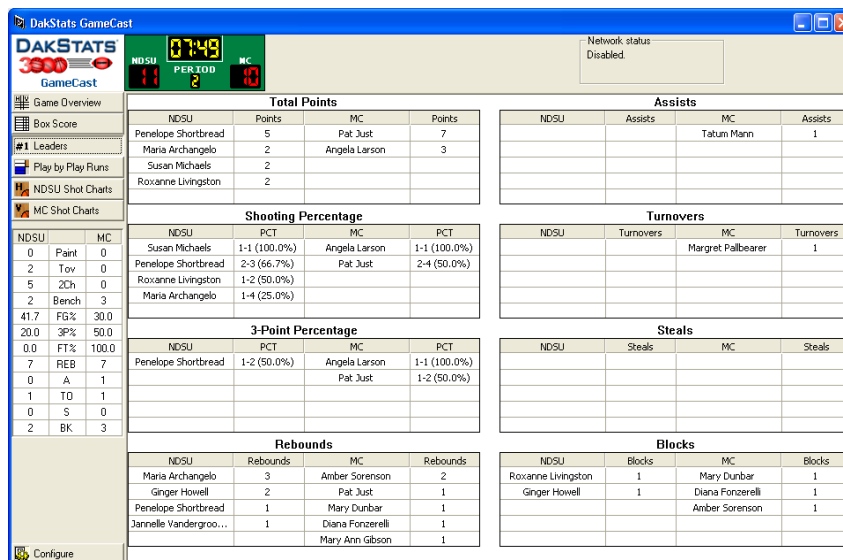 DakStats GameCast
DAKSTATS
3000
GameCast
NDSU 07:49 MC
11 PERIOD 10
2
Network status
Disabled.
Game Overview
Box Score
#1 Leaders
Play by Play Runs
NDSU Shot Charts
MC Shot Charts
NDSU MC
0 Paint 0
2 Tov 0
5 2Ch 0
2 Bench 3
41.7 FG% 30.0
20.0 3P% 50.0
0.0 FT% 100.0
7 REB 7
0 A 1
1 TO 1
0 S 0
2 BK 3
Configure
Total Points
NDSU Points MC Points
Penelope Shortbread 5 Pat Just 7
Maria Archangelo 2 Angela Larson 3
Susan Michaels 2
Roxanne Livingston 2
Assists
NDSU Assists MC Assists
Tatum Mann 1
Shooting Percentage
NDSU PCT MC PCT
Susan Michaels 1-1 (100.0%) Angela Larson 1-1 (100.0%)
Penelope Shortbread 2-3 (66.7%) Pat Just 2-4 (50.0%)
Roxanne Livingston 1-2 (50.0%)
Maria Archangelo 1-4 (25.0%)
Turnovers
NDSU Turnovers MC Turnovers
Margret Pallbearer 1
3-Point Percentage
NDSU PCT MC PCT
Penelope Shortbread 1-2 (50.0%) Angela Larson 1-1 (100.0%)
Pat Just 1-2 (50.0%)
Steals
NDSU Steals MC Steals
Rebounds
NDSU Rebounds MC Rebounds
Maria Archangelo 3 Amber Sorenson 2
Ginger Howell 2 Pat Just 1
Penelope Shortbread 1 Mary Dunbar 1
Jannelle Vandergroo... 1 Diana Fonzerelli 1
Mary Ann Gibson 1
Blocks
NDSU Blocks MC Blocks
Roxanne Livingston 1 Mary Dunbar 1
Ginger Howell 1 Diana Fonzerelli 1
Amber Sorenson 1